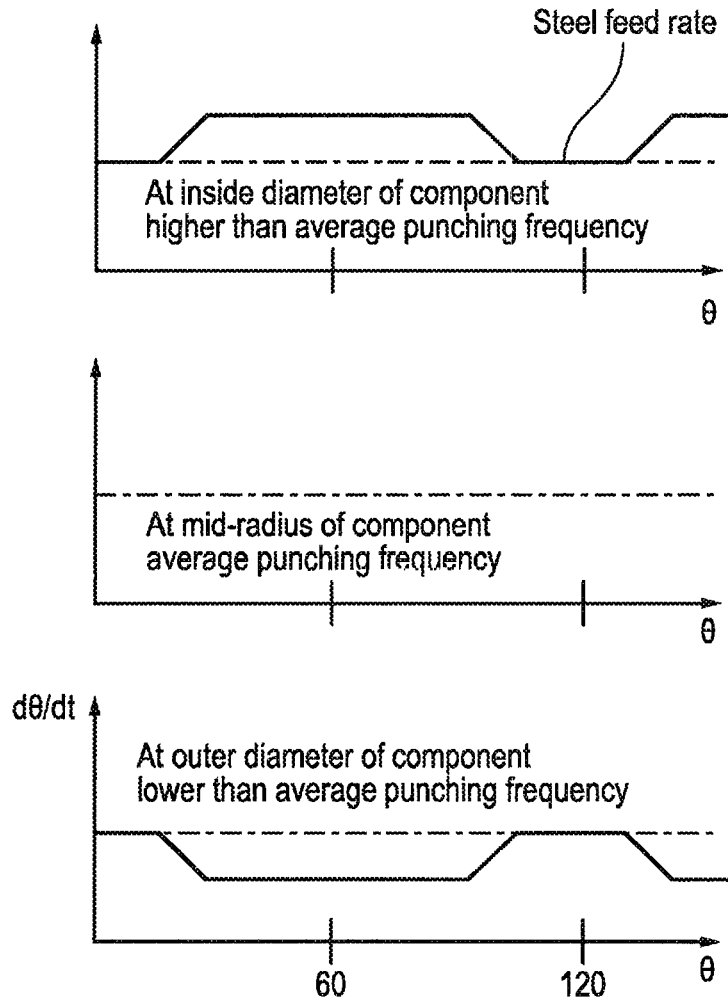 Steel feed rate
At inside diameter of component
higher than average punching frequency
θ
At mid-radius of component
average punching frequency
θ
dθ/dt
At outer diameter of component
lower than average punching frequency
60
120
θ